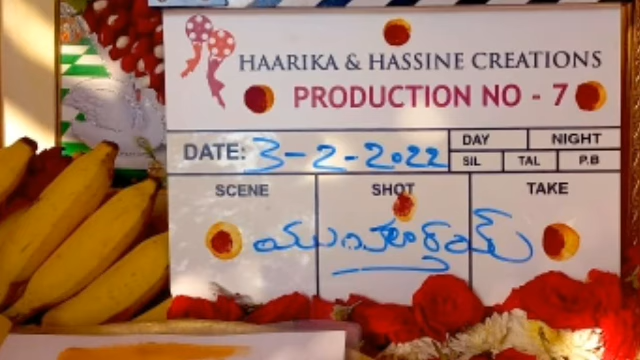 HAARIKA & HASSINE CREATIONS
PRODUCTION NO - 7
DATE: 3-2-2022
DAY NIGHT
SIL TAL P.B
SCENE SHOT TAKE
ముహూర్తమ్